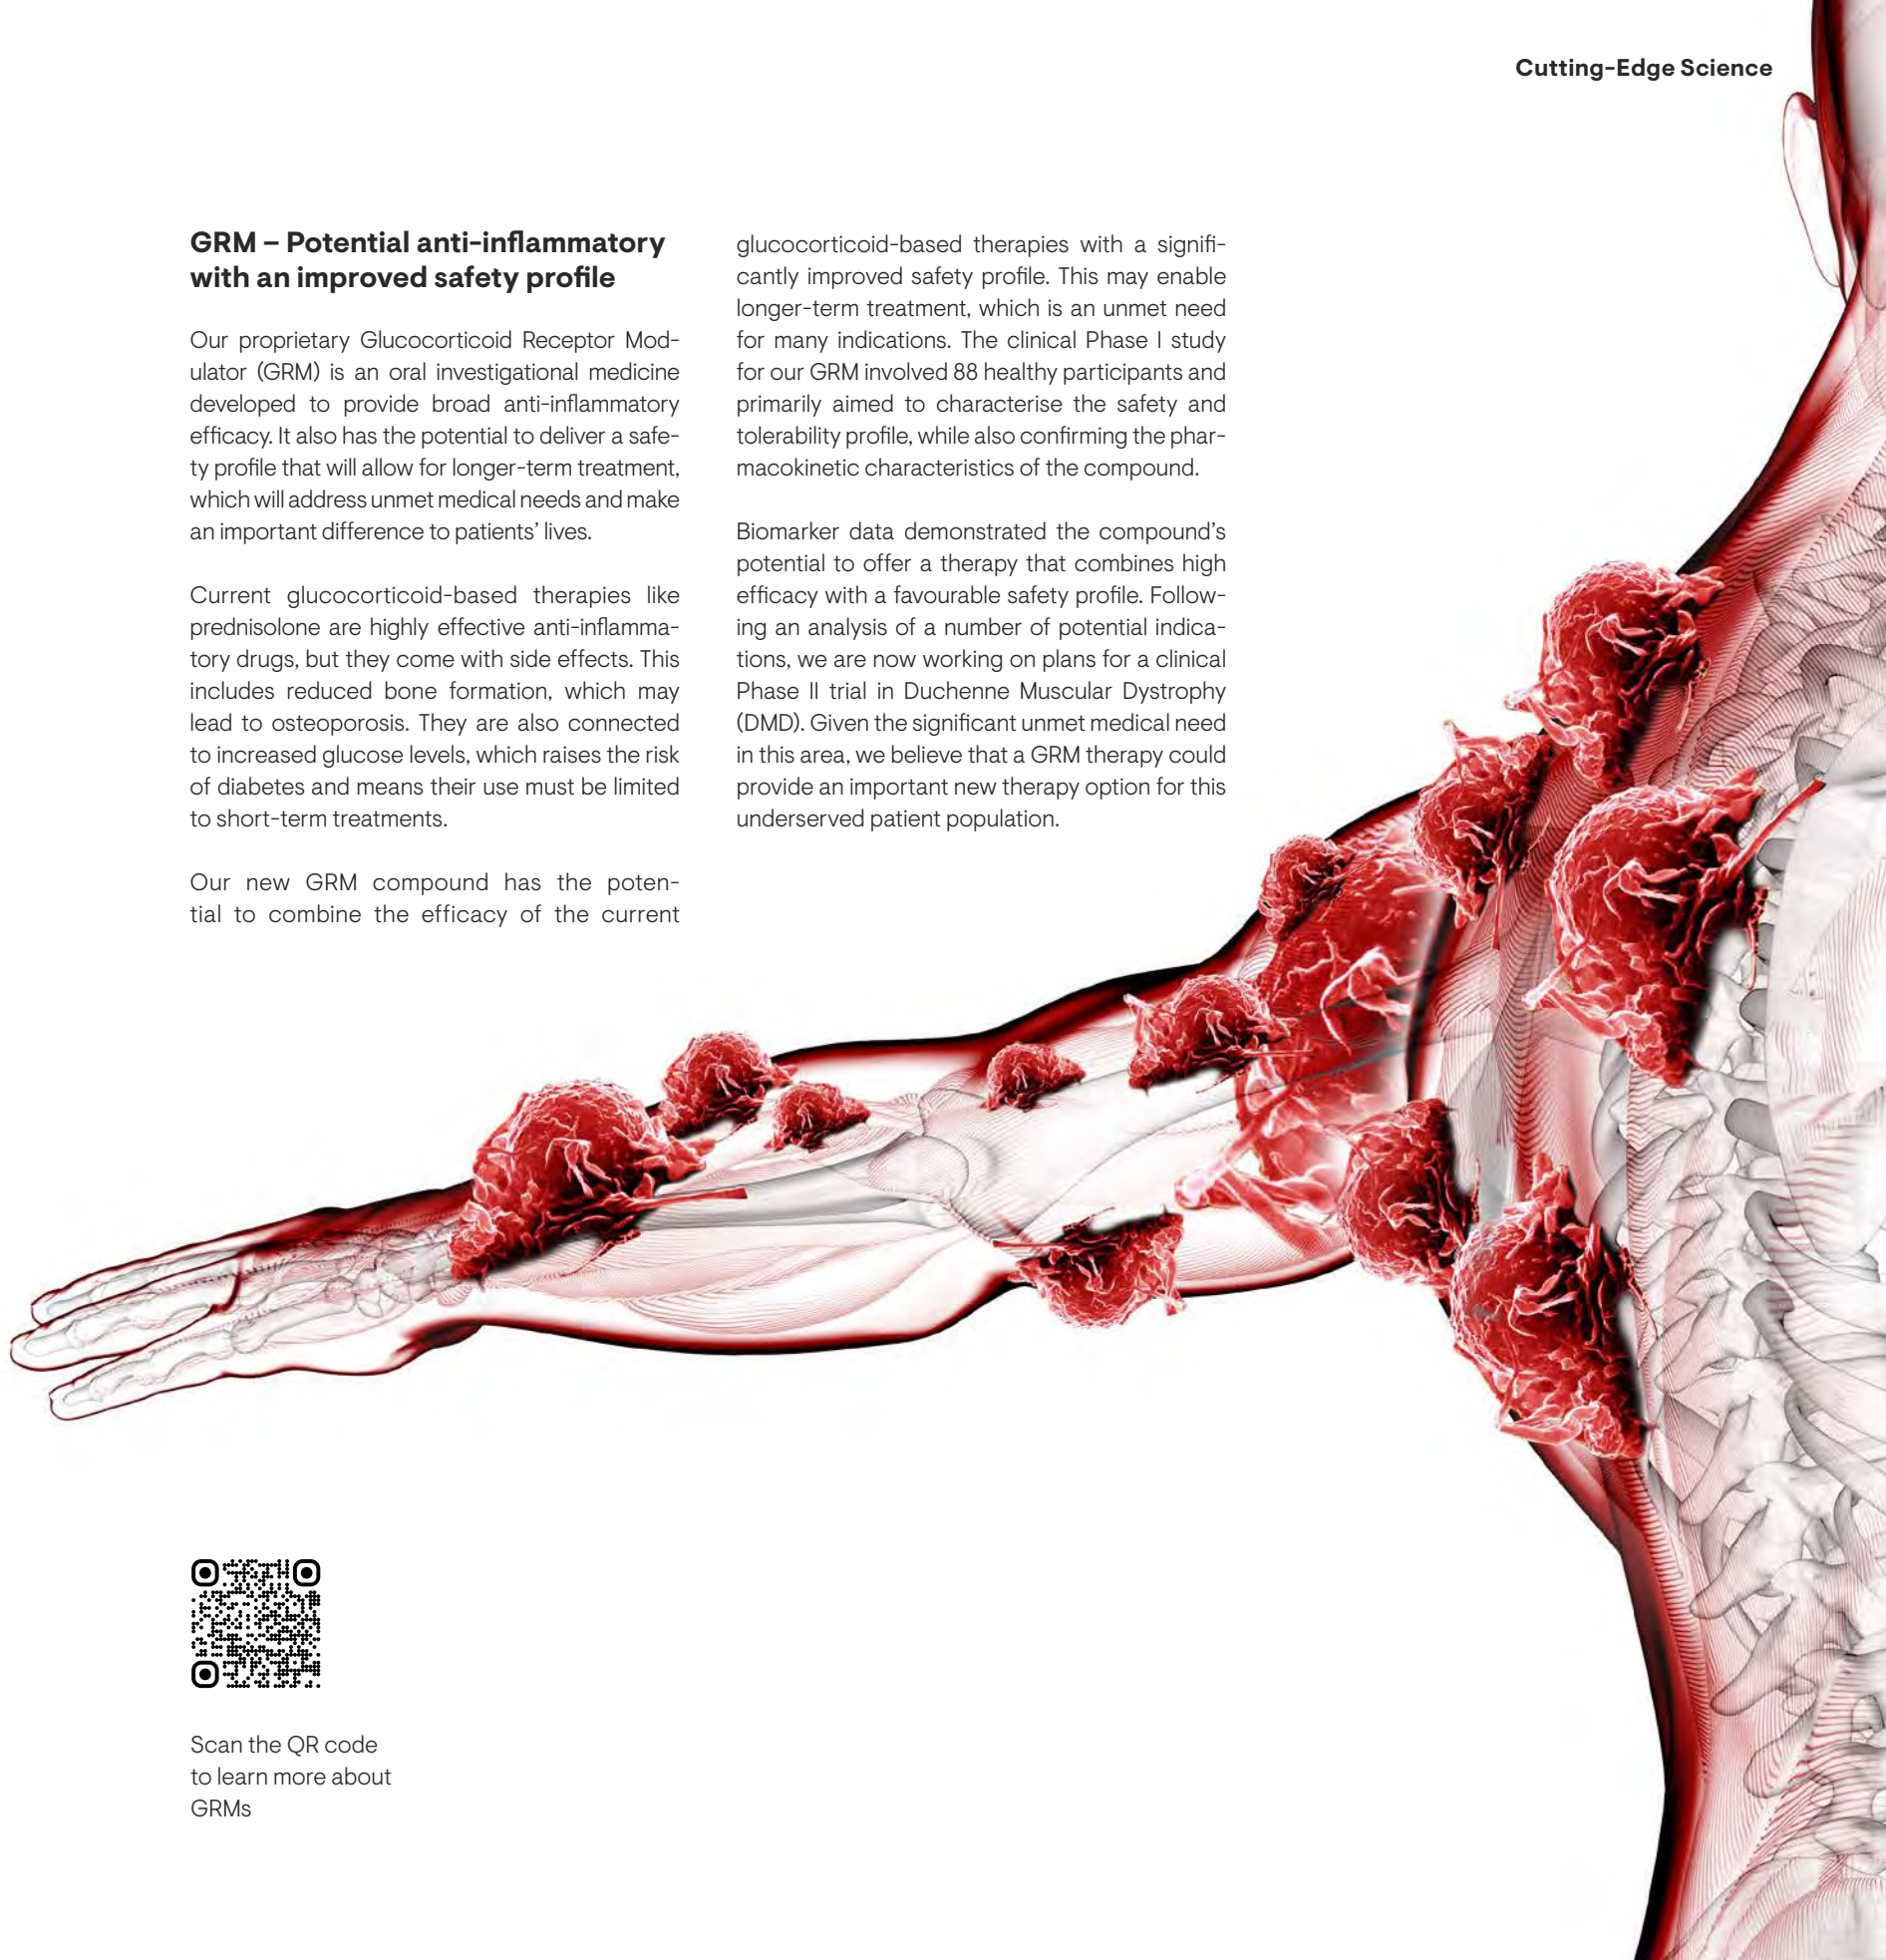 Cutting-Edge Science
GRM – Potential anti-inflammatory
with an improved safety profile
Our proprietary Glucocorticoid Receptor Mod-
ulator (GRM) is an oral investigational medicine
developed to provide broad anti-inflammatory
efficacy. It also has the potential to deliver a safe-
ty profile that will allow for longer-term treatment,
which will address unmet medical needs and make
an important difference to patients’ lives.
Current glucocorticoid-based therapies like
prednisolone are highly effective anti-inflamma-
tory drugs, but they come with side effects. This
includes reduced bone formation, which may
lead to osteoporosis. They are also connected
to increased glucose levels, which raises the risk
of diabetes and means their use must be limited
to short-term treatments.
Our new GRM compound has the poten-
tial to combine the efficacy of the current
glucocorticoid-based therapies with a signifi-
cantly improved safety profile. This may enable
longer-term treatment, which is an unmet need
for many indications. The clinical Phase I study
for our GRM involved 88 healthy participants and
primarily aimed to characterise the safety and
tolerability profile, while also confirming the phar-
macokinetic characteristics of the compound.
Biomarker data demonstrated the compound’s
potential to offer a therapy that combines high
efficacy with a favourable safety profile. Follow-
ing an analysis of a number of potential indica-
tions, we are now working on plans for a clinical
Phase II trial in Duchenne Muscular Dystrophy
(DMD). Given the significant unmet medical need
in this area, we believe that a GRM therapy could
provide an important new therapy option for this
underserved patient population.
Scan the QR code
to learn more about
GRMs